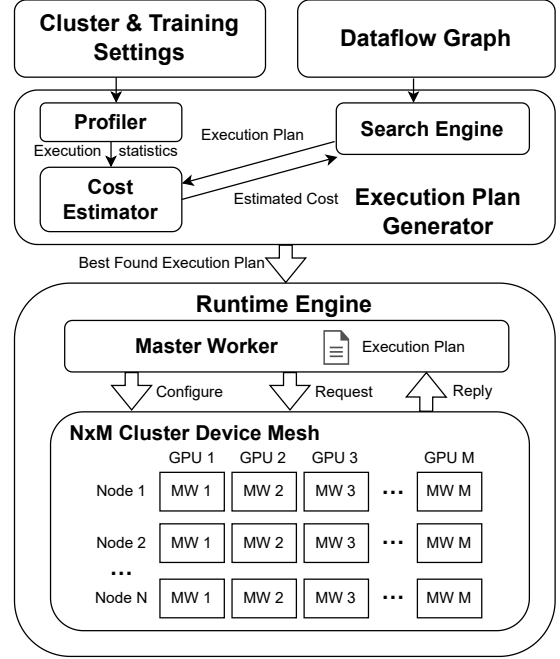 Cluster & Training
Settings
Dataflow Graph
Profiler
Search Engine
Execution Plan
Execution statistics
Cost
Estimator
Estimated Cost
Execution Plan
Generator
Best Found Execution Plan
Runtime Engine
Master Worker
Execution Plan
Configure
Request
Reply
NxM Cluster Device Mesh
GPU 1 GPU 2 GPU 3 GPU M
Node 1 MW 1 MW 2 MW 3 ... MW M
Node 2 MW 1 MW 2 MW 3 ... MW M
...
Node N MW 1 MW 2 MW 3 ... MW M